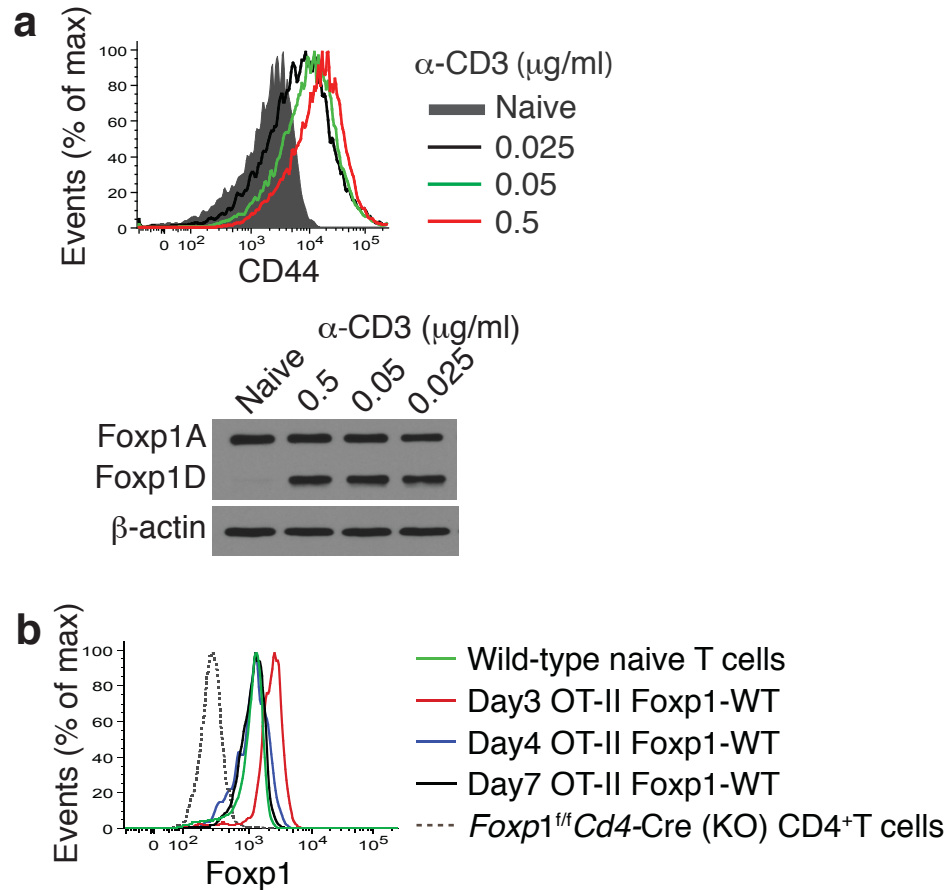 a
Events (% of max)
100
80
60
40
20
0
0 10² 10³ 10⁴ 10⁵
CD44
α-CD3 (μg/ml)
Naive
0.025
0.05
0.5
α-CD3 (μg/ml)
Naive 0.5 0.05 0.025
Foxp1A
Foxp1D
β-actin
b
Events (% of max)
100
80
60
40
20
0
0 10² 10³ 10⁴ 10⁵
Foxp1
Wild-type naive T cells
Day3 OT-II Foxp1-WT
Day4 OT-II Foxp1-WT
Day7 OT-II Foxp1-WT
Foxp1ᶠ/ᶠCd4-Cre (KO) CD4⁺T cells